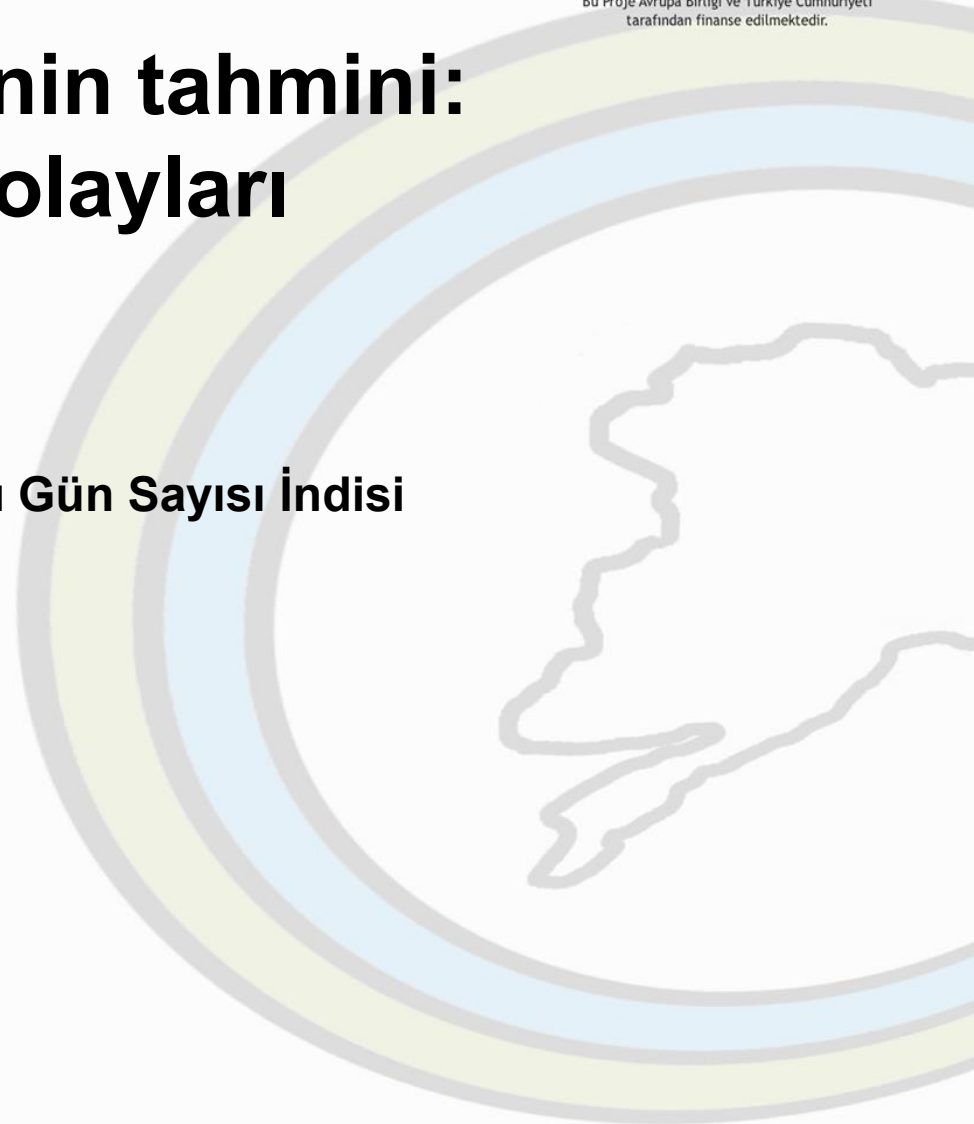 Bu Proje Avrupa Birliği ve Türkiye Cumhuriyeti
tarafından finanse edilmektedir.
nin tahmini:
olayları
Gün Sayısı İndisi